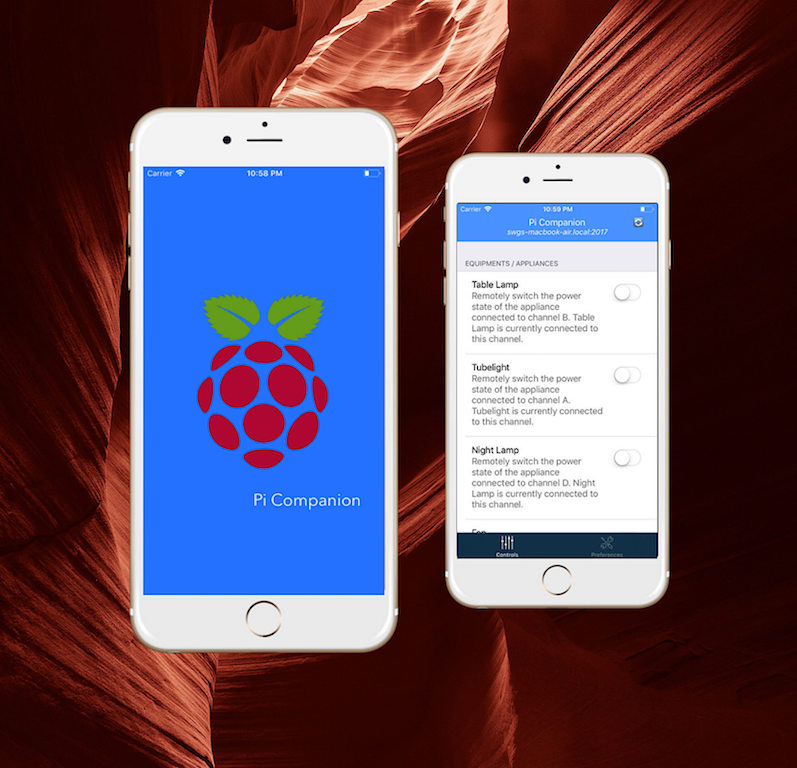 Carrier
10:58 PM
Pi Companion
Carrier
10:59 PM
Pi Companion
swgs-macbook-air.local:2017
EQUIPMENTS / APPLIANCES
Table Lamp
Remotely switch the power
state of the appliance
connected to channel B. Table
Lamp is currently connected to
this channel.
Tubelight
Remotely switch the power
state of the appliance
connected to channel A.
Tubelight is currently connected
to this channel.
Night Lamp
Remotely switch the power
state of the appliance
connected to channel D. Night
Lamp is currently connected to
this channel.
Controls
Preferences